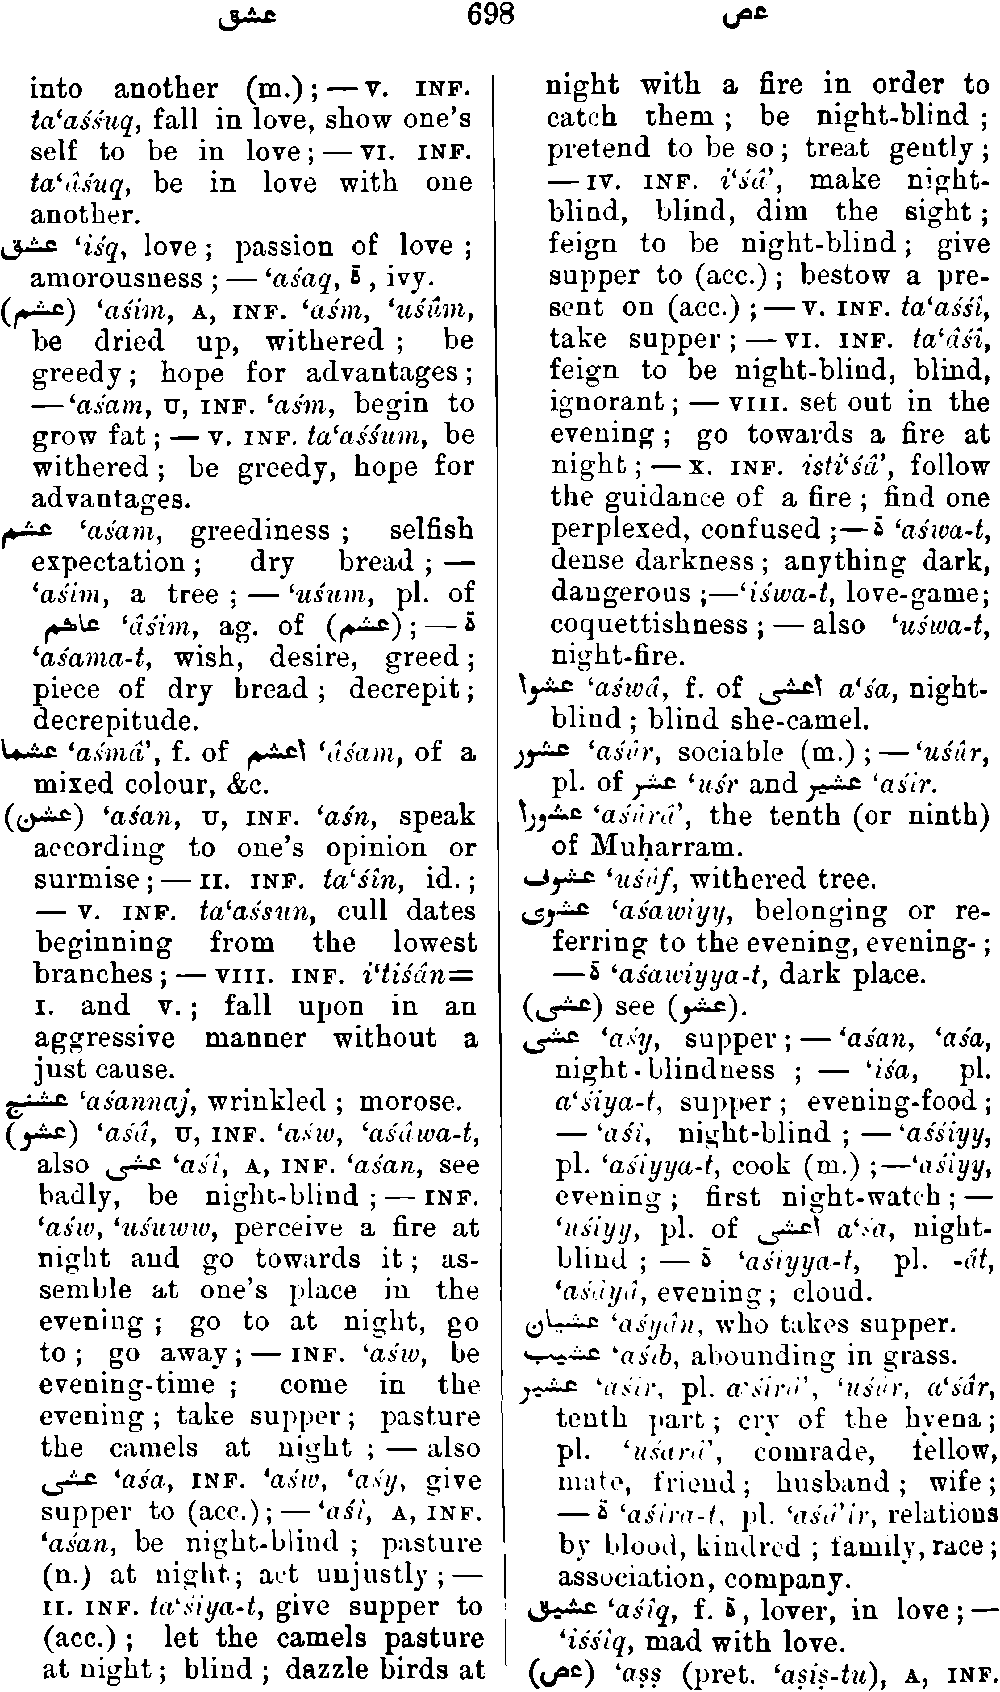 عشق 698 عص
into another (m.); — V. INF.
ta‘aśśuq, fall in love, show one's
self to be in love; — VI. INF.
ta‘âśuq, be in love with one
another.
عشق ‘iśq, love; passion of love;
amorousness; — ‘aśaq, ة, ivy.
(عشم) ‘aśim, A, INF. ‘aśm, ‘uśûm,
be dried up, withered; be
greedy; hope for advantages;
— ‘aśam, U, INF. ‘aśm, begin to
grow fat; — V. INF. ta‘aśśum, be
withered; be greedy, hope for
advantages.
عشم ‘aśam, greediness; selfish
expectation; dry bread; —
‘aśim, a tree; — ‘uśum, pl. of
عاشم ‘âśim, ag. of (عشم); — ة
‘aśama-t, wish, desire, greed;
piece of dry bread; decrepit;
decrepitude.
عشما ‘aśmâ’, f. of اعشم ‘âśam, of a
mixed colour, &c.
(عشن) ‘aśan, U, INF. ‘aśn, speak
according to one's opinion or
surmise; — II. INF. ta‘śîn, id.;
— V. INF. ta‘aśsun, cull dates
beginning from the lowest
branches; — VIII. INF. i‘tiśân=
I. and V.; fall upon in an
aggressive manner without a
just cause.
عشنج ‘aśannaj, wrinkled; morose.
(عشو) ‘aśâ, U, INF. ‘aśw, ‘aśâwa-t,
also عشى ‘aśî, A, INF. ‘aśan, see
badly, be night-blind; — INF.
‘aśw, ‘uśuww, perceive a fire at
night and go towards it; as-
semble at one's place in the
evening; go to at night, go
to; go away; — INF. ‘aśw, be
evening-time; come in the
evening; take supper; pasture
the camels at night; — also
عشى ‘aśa, INF. ‘aśw, ‘aśy, give
supper to (acc.); — ‘aśî, A, INF.
‘aśan, be night-blind; pasture
(n.) at night; act unjustly; —
II. INF. ta‘śiya-t, give supper to
(acc.); let the camels pasture
at night; blind; dazzle birds at
night with a fire in order to
catch them; be night-blind;
pretend to be so; treat gently;
— IV. INF. i‘śâ’, make night-
blind, blind, dim the sight;
feign to be night-blind; give
supper to (acc.); bestow a pre-
sent on (acc.); — V. INF. ta‘aśśî,
take supper; — VI. INF. ta‘âśî,
feign to be night-blind, blind,
ignorant; — VIII. set out in the
evening; go towards a fire at
night; — X. INF. isti‘śâ’, follow
the guidance of a fire; find one
perplexed, confused; — ة ‘aśwa-t,
dense darkness; anything dark,
dangerous; — ‘iśwa-t, love-game;
coquettishness; — also ‘uśwa-t,
night-fire.
عشوا ‘aśwâ, f. of اعشى a‘śa, night-
blind; blind she-camel.
عشور ‘aśûr, sociable (m.); — ‘uśûr,
pl. of عشر ‘uśr and عشير ‘aśîr.
عشورا ‘aśûrâ’, the tenth (or ninth)
of Muḥarram.
عشوف ‘uśûf, withered tree.
عشوى ‘aśawiyy, belonging or re-
ferring to the evening, evening-;
— ة ‘aśawiyya-t, dark place.
(عشى) see (عشو).
عشى ‘aśy, supper; — ‘aśan, ‘aśa,
night-blindness; — ‘iśa, pl.
a‘śiya-t, supper; evening-food;
— ‘aśi, night-blind; — ‘aśśiyy,
pl. ‘aśiyya-t, cook (m.); — ‘aśiyy,
evening; first night-watch; —
‘uśiyy, pl. of اعشى a‘śa, night-
blind; — ة ‘aśiyya-t, pl. -ât,
‘aśâyâ, evening; cloud.
عشيان ‘aśyân, who takes supper.
عشيب ‘aśîb, abounding in grass.
عشير ‘aśîr, pl. a‘śirâ’, ‘uśûr, a‘śâr,
tenth part; cry of the hyena;
pl. ‘uśarâ’, comrade, fellow,
mate, friend; husband; wife;
— ة ‘aśîra-t, pl. ‘aśâ’ir, relations
by blood, kindred; family, race;
association, company.
عشيق ‘aśîq, f. ة, lover, in love; —
‘iśśîq, mad with love.
(عص) ‘aṣṣ (pret. ‘aṣiṣ-tu), A, INF.